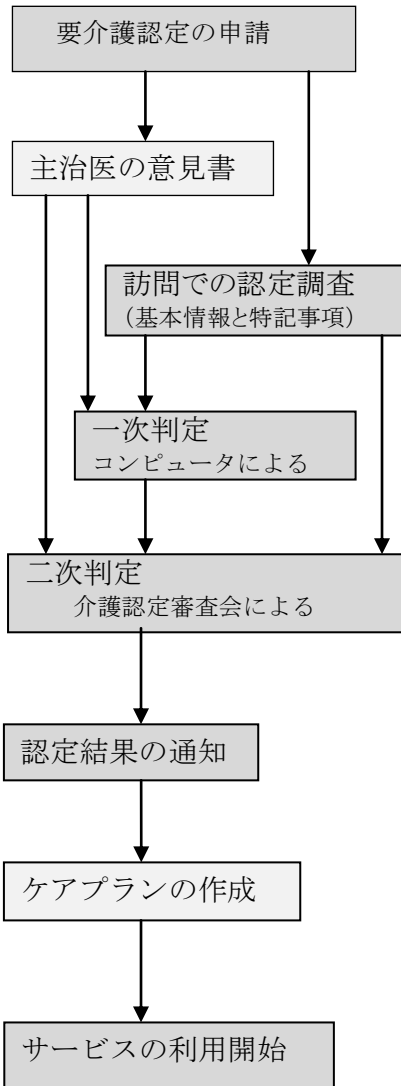 要介護認定の申請
主治医の意見書
訪問での認定調査
（基本情報と特記事項）
一次判定
コンピュータによる
二次判定
介護認定審査会による
認定結果の通知
ケアプランの作成
サービスの利用開始